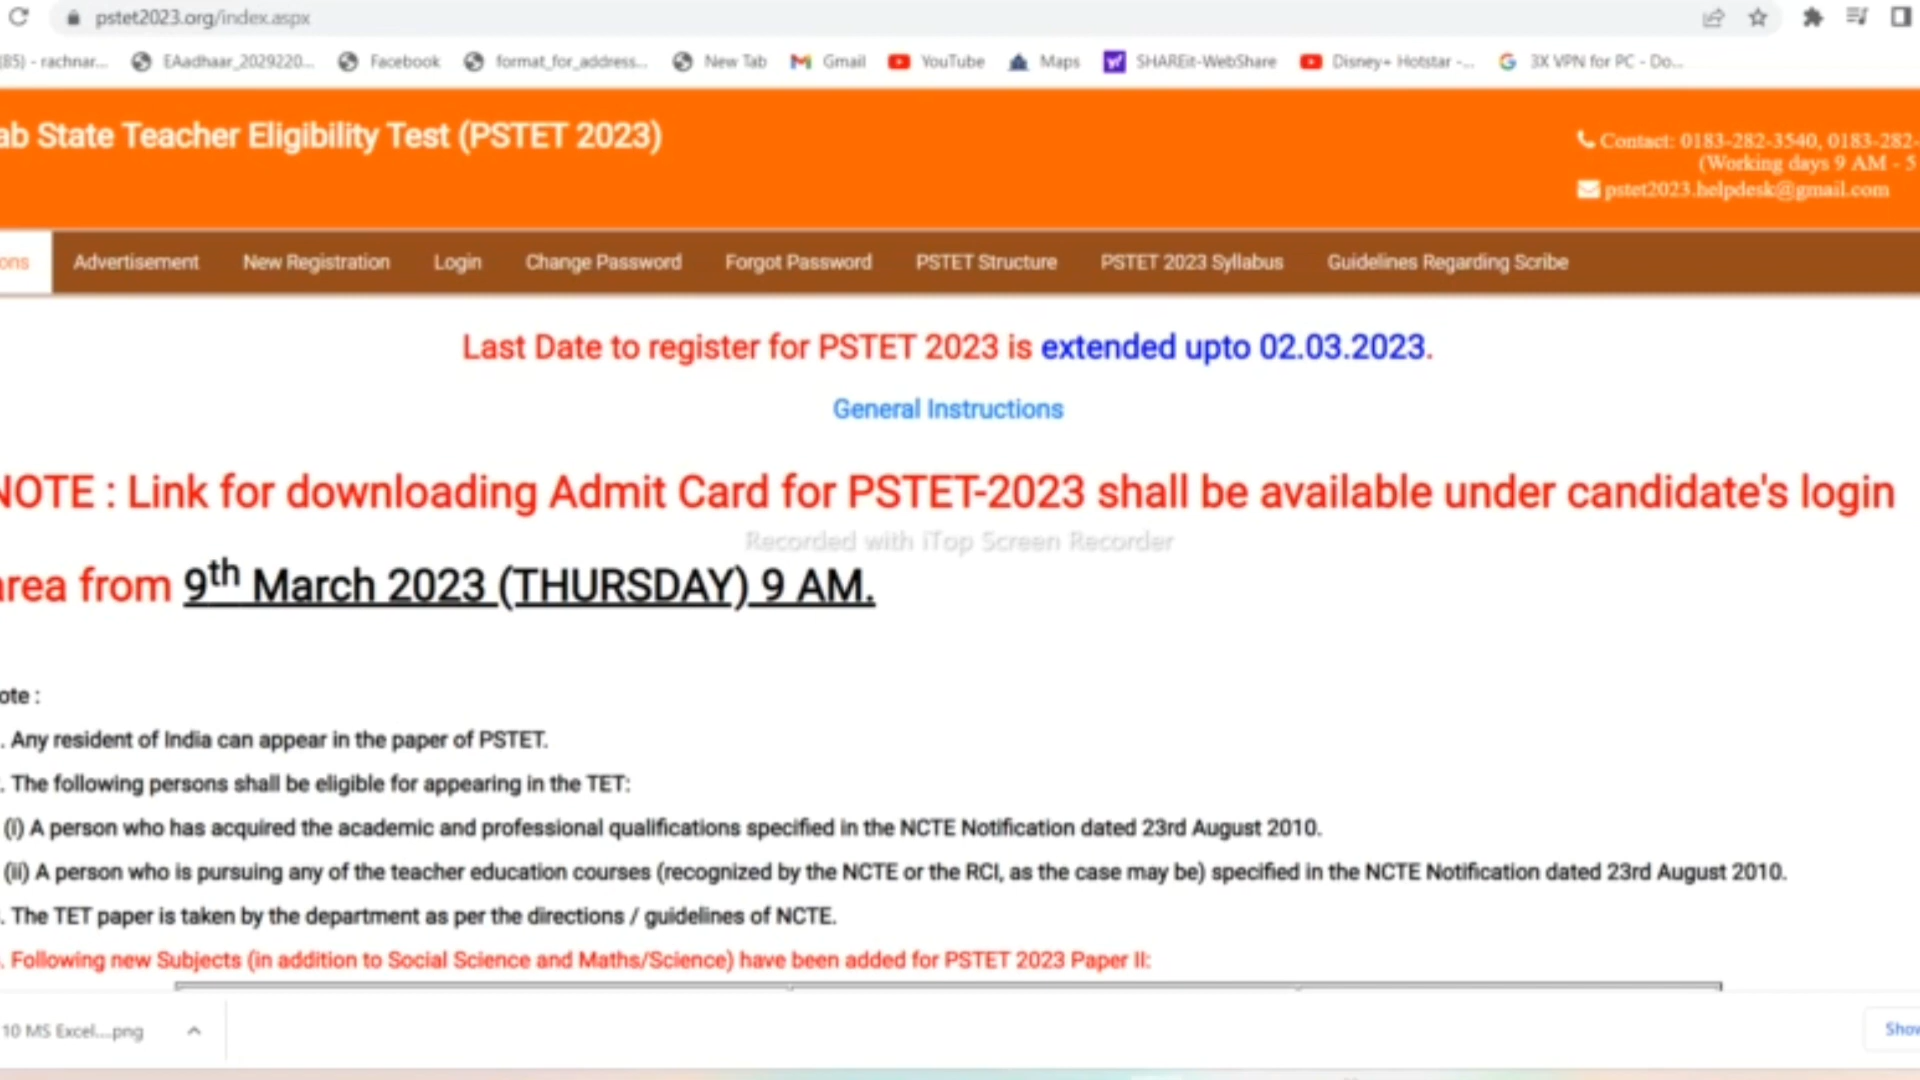 pstet2023.org/index.aspx
(85) - rachnar... EAadhaar_2029220... Facebook format_for_address... New Tab Gmail YouTube Maps SHAREit-WebShare Disney+ Hotstar -... 3X VPN for PC - Do...
ab State Teacher Eligibility Test (PSTET 2023)
Contact: 0183-282-3540, 0183-282-
(Working days 9 AM - 5
pstet2023.helpdesk@gmail.com
ons Advertisement New Registration Login Change Password Forgot Password PSTET Structure PSTET 2023 Syllabus Guidelines Regarding Scribe
Last Date to register for PSTET 2023 is extended upto 02.03.2023.
General Instructions
NOTE : Link for downloading Admit Card for PSTET-2023 shall be available under candidate's login
Recorded with iTop Screen Recorder
area from 9th March 2023 (THURSDAY) 9 AM.
ote :
. Any resident of India can appear in the paper of PSTET.
. The following persons shall be eligible for appearing in the TET:
(i) A person who has acquired the academic and professional qualifications specified in the NCTE Notification dated 23rd August 2010.
(ii) A person who is pursuing any of the teacher education courses (recognized by the NCTE or the RCI, as the case may be) specified in the NCTE Notification dated 23rd August 2010.
. The TET paper is taken by the department as per the directions / guidelines of NCTE.
. Following new Subjects (in addition to Social Science and Maths/Science) have been added for PSTET 2023 Paper II:
10 MS Excel....png
Show